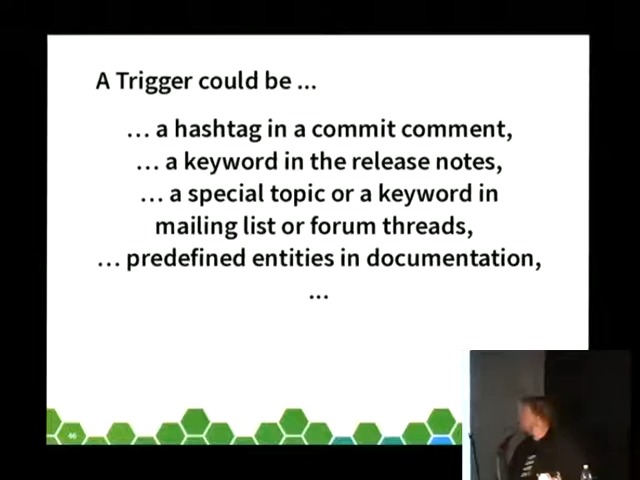 A Trigger could be ...
... a hashtag in a commit comment,
... a keyword in the release notes,
... a special topic or a keyword in
mailing list or forum threads,
... predefined entities in documentation,
...
46